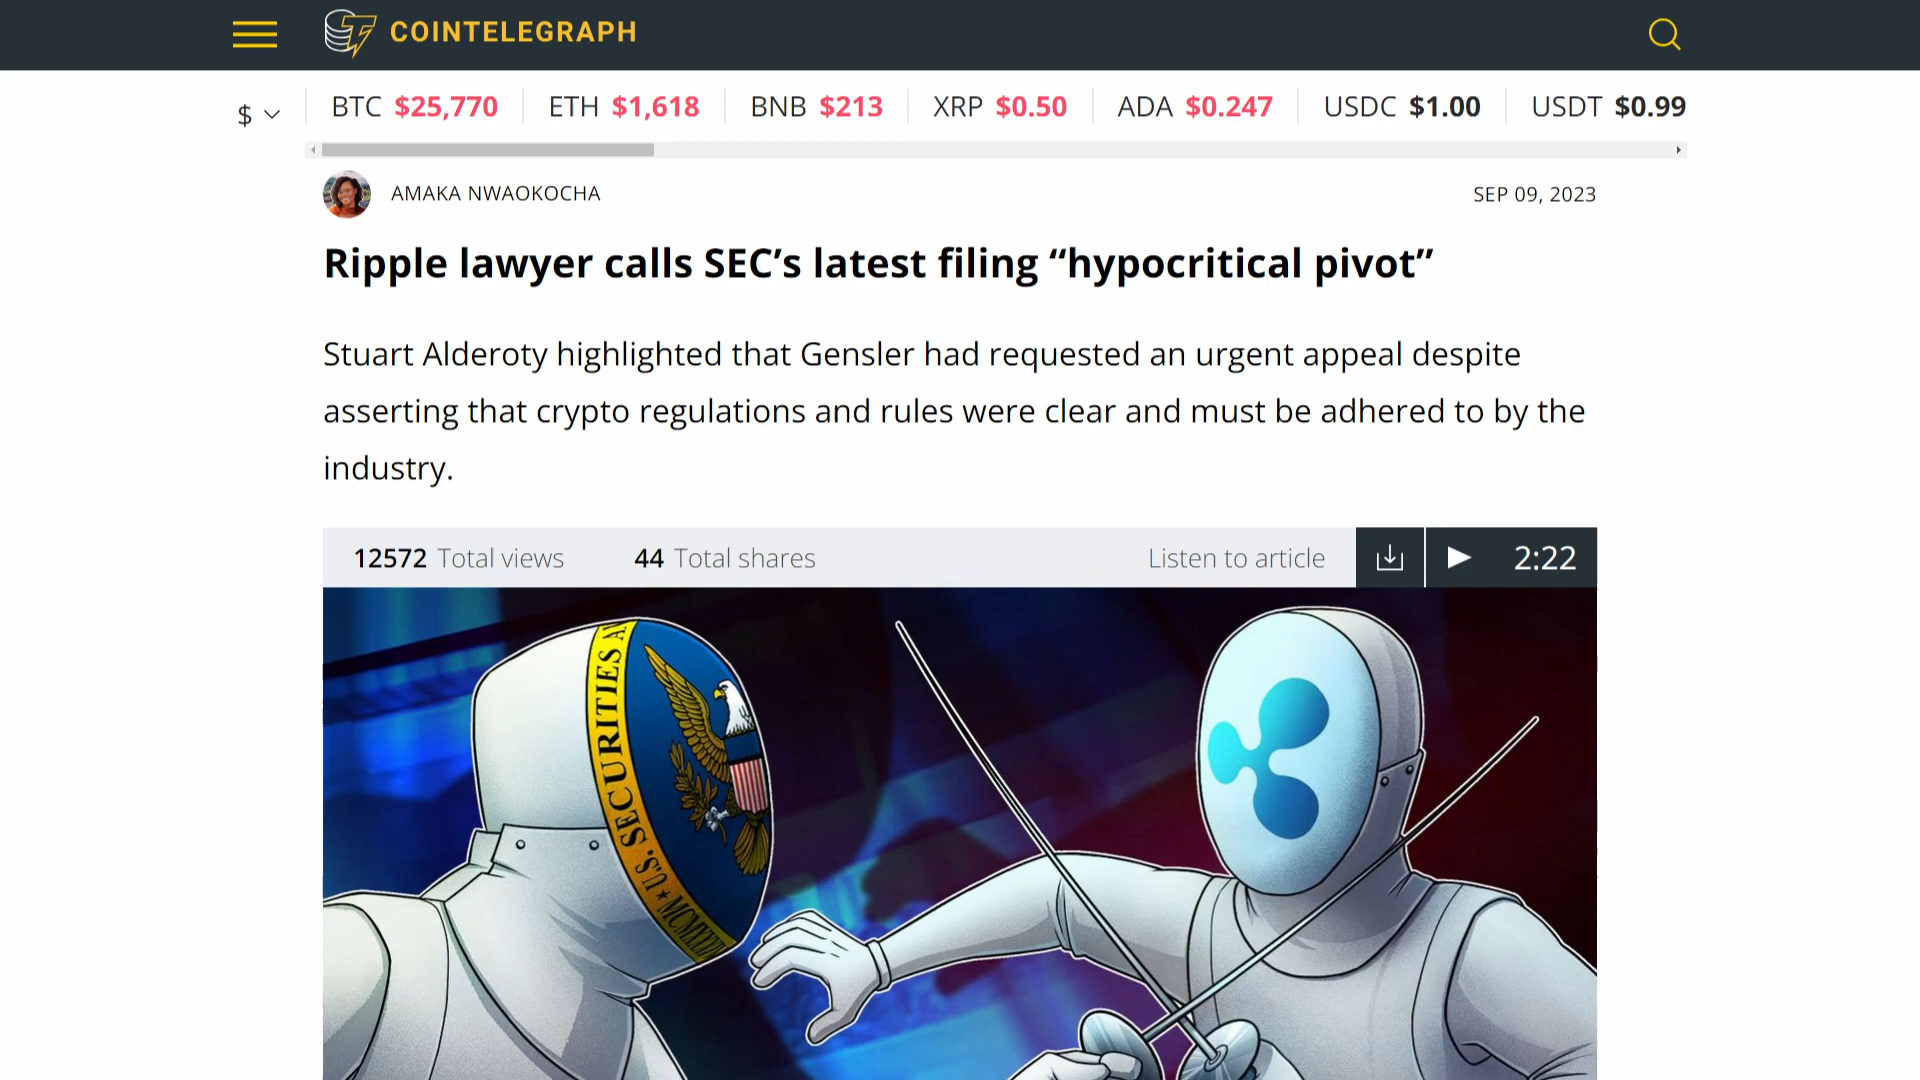 COINTELEGRAPH
$ BTC $25,770 ETH $1,618 BNB $213 XRP $0.50 ADA $0.247 USDC $1.00 USDT $0.99
AMAKA NWAOKOCHA SEP 09, 2023
Ripple lawyer calls SEC’s latest filing “hypocritical pivot”
Stuart Alderoty highlighted that Gensler had requested an urgent appeal despite
asserting that crypto regulations and rules were clear and must be adhered to by the
industry.
12572 Total views 44 Total shares Listen to article 2:22
U.S. SECURITIES